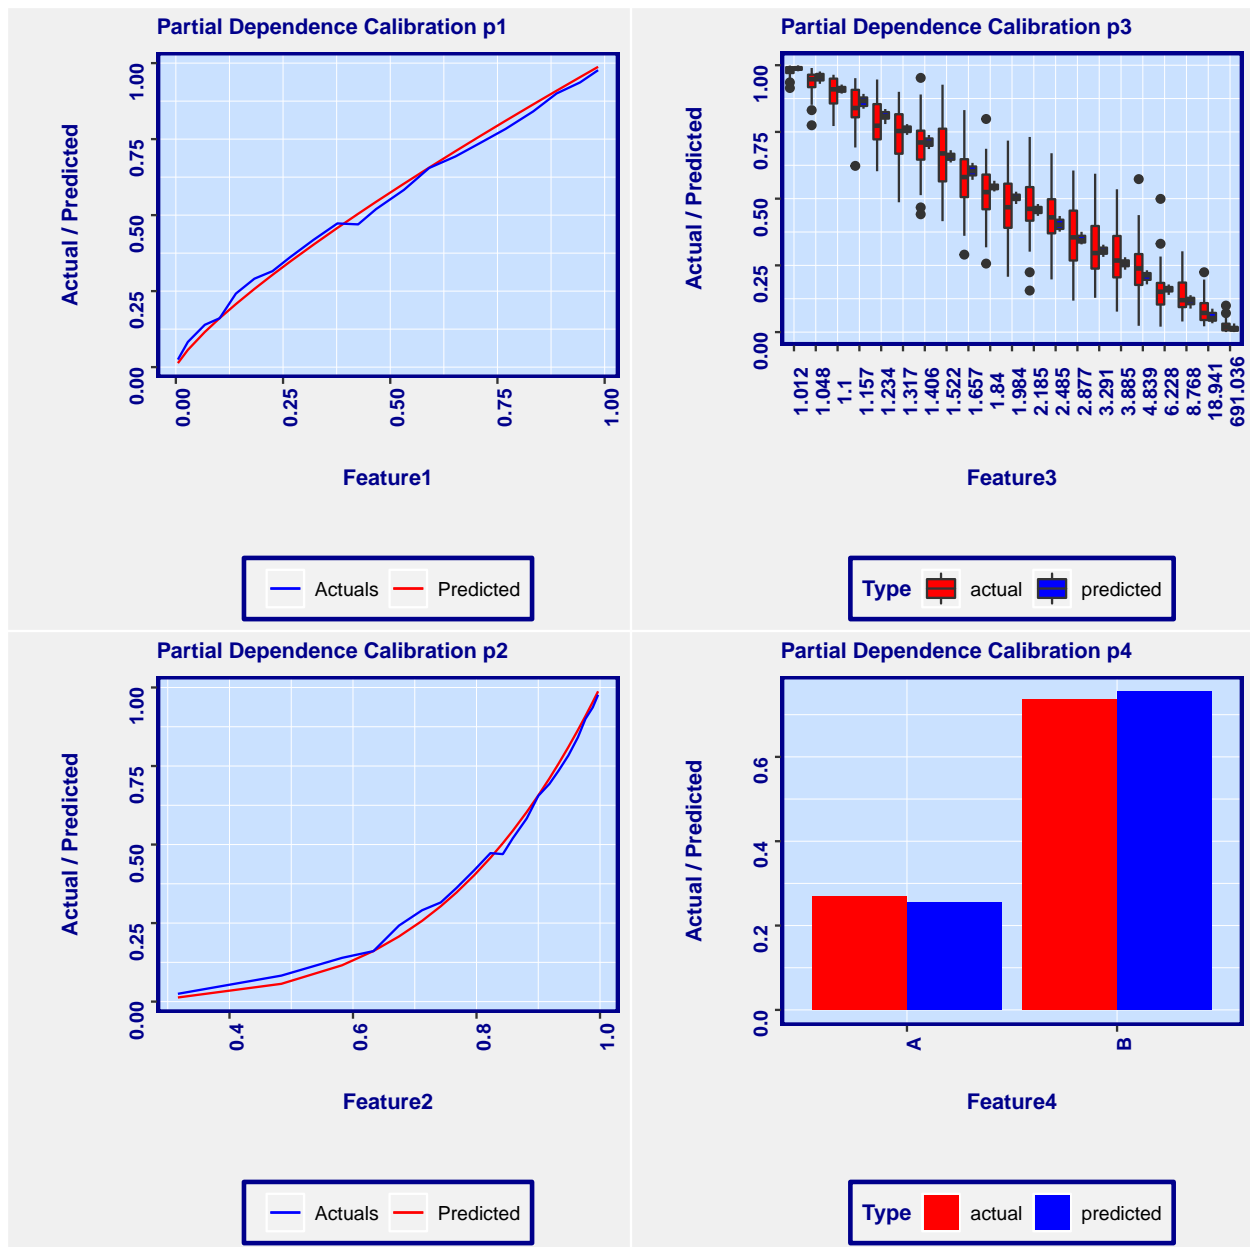 Partial Dependence Calibration p1
Actual / Predicted
1.00
0.75
0.50
0.25
0.00
0.00
0.25
0.50
0.75
1.00
Feature1
Actuals
Predicted
Partial Dependence Calibration p3
Actual / Predicted
1.00
0.75
0.50
0.25
0.00
1.012
1.048
1.1
1.157
1.234
1.317
1.406
1.522
1.657
1.84
1.984
2.185
2.485
2.877
3.291
3.885
4.839
6.228
8.768
18.941
691.036
Feature3
Type
actual
predicted
Partial Dependence Calibration p2
Actual / Predicted
1.00
0.75
0.50
0.25
0.00
0.4
0.6
0.8
1.0
Feature2
Actuals
Predicted
Partial Dependence Calibration p4
Actual / Predicted
0.6
0.4
0.2
0.0
A
B
Feature4
Type
actual
predicted